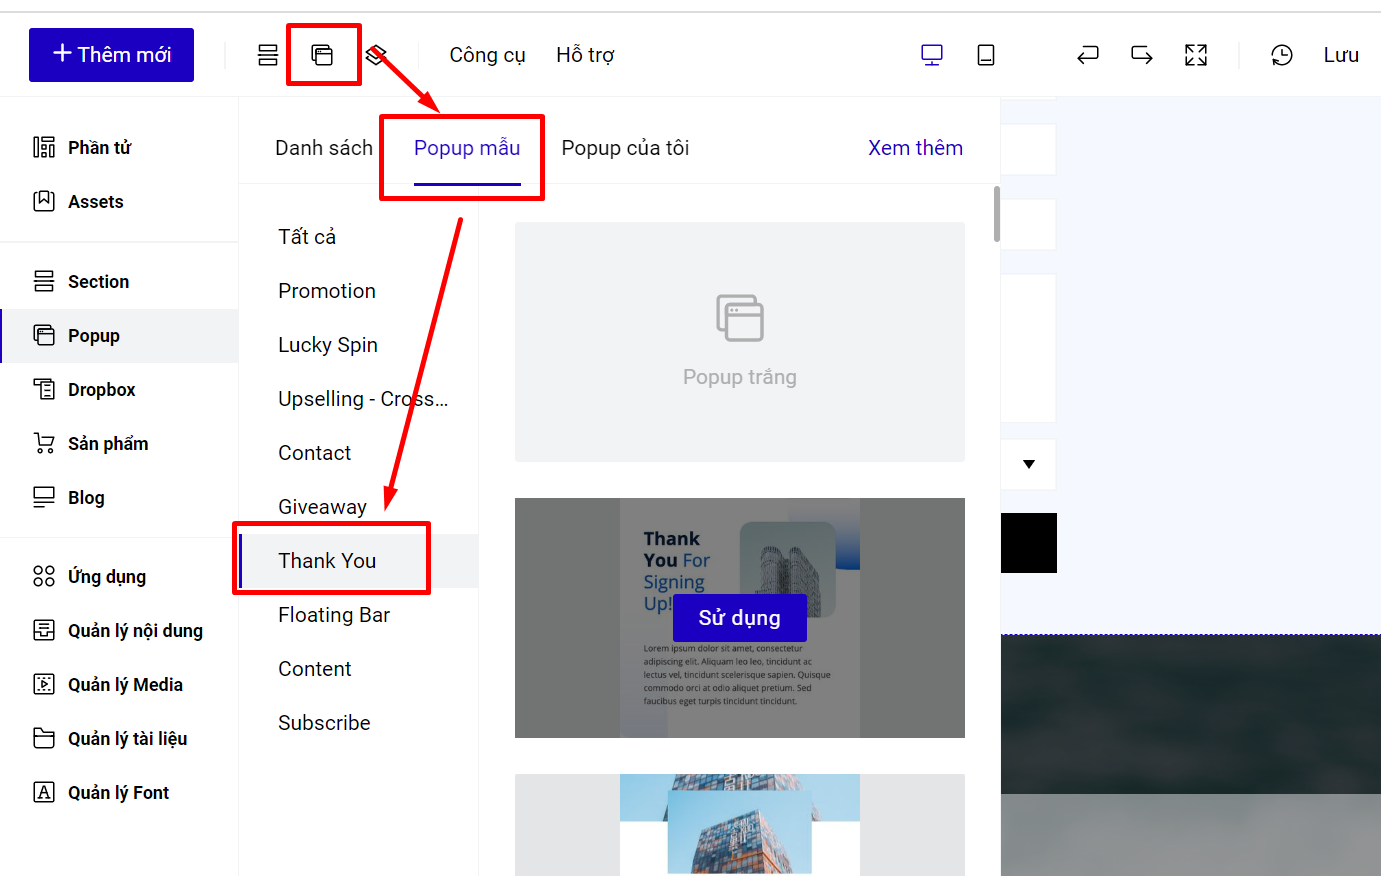 Thêm mới
Công cụ
Hỗ trợ
Lưu
Phần tử
Assets
Section
Popup
Dropbox
Sản phẩm
Blog
Ứng dụng
Quản lý nội dung
Quản lý Media
Quản lý tài liệu
Quản lý Font
Danh sách
Popup mẫu
Popup của tôi
Xem thêm
Tất cả
Promotion
Lucky Spin
Upselling - Cross...
Contact
Giveaway
Thank You
Floating Bar
Content
Subscribe
Popup trắng
Thank
You For
Signing
Up!
Sử dụng
Lorem ipsum dolor sit amet, consectetur
adipiscing elit. Aliquam leo leo, tincidunt ac
lectus vel, tincidunt scelerisque sapien. Quisque
commodo orci at odio aliquet pretium. Sed
faucibus eget turpis tincidunt tincidunt.